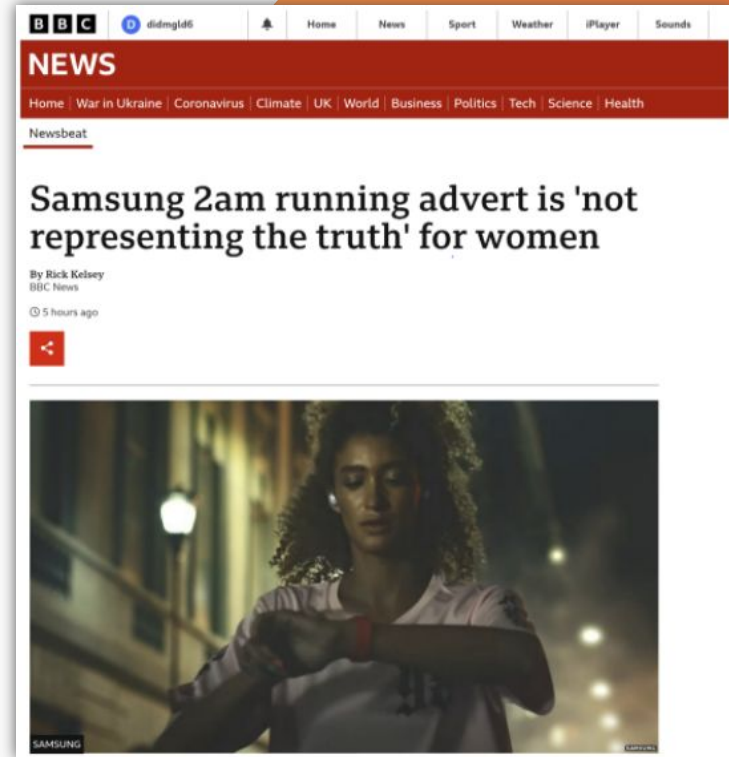 BBC didmgld6 Home News Sport Weather iPlayer Sounds
NEWS
Home War in Ukraine Coronavirus Climate UK World Business Politics Tech Science Health
Newsbeat
Samsung 2am running advert is 'not
representing the truth' for women
By Rick Kelsey
BBC News
5 hours ago
SAMSUNG
SAMSUNG